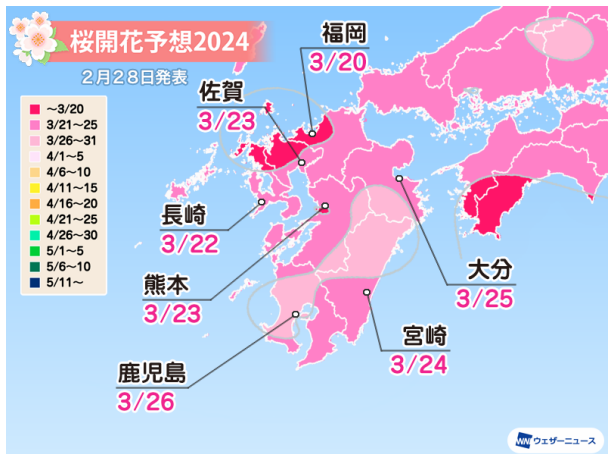 桜開花予想2024
2月28日発表
~3/20
3/21~25
3/26~31
4/1~5
4/6~10
4/11~15
4/16~20
4/21~25
4/26~30
5/1~5
5/6~10
5/11~
福岡
3/20
佐賀
3/23
長崎
3/22
熊本
3/23
鹿児島
3/26
大分
3/25
宮崎
3/24
WN ウェザーニュース